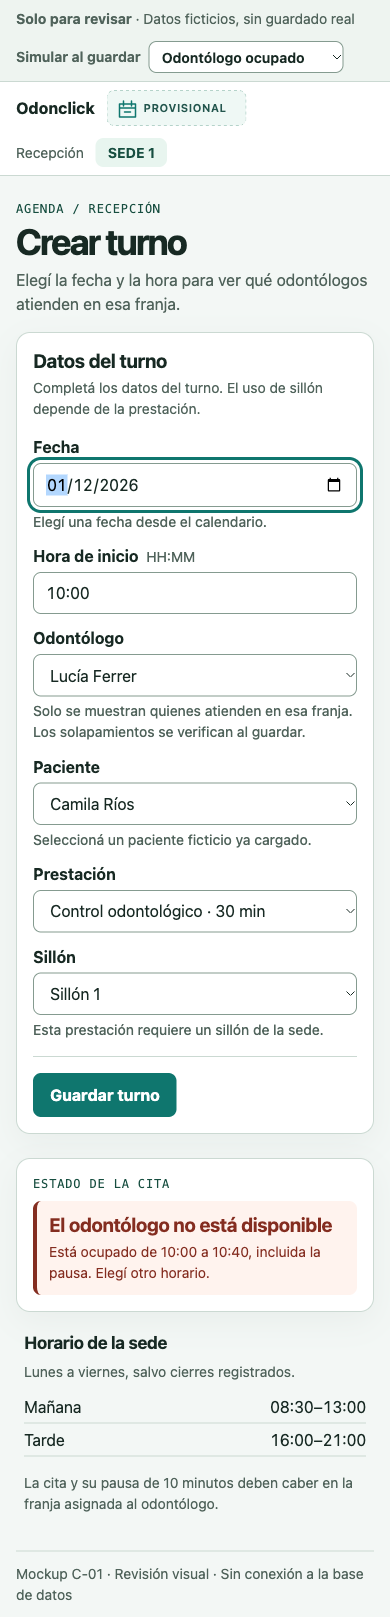 Solo para revisar · Datos ficticios, sin guardado real
Simular al guardar Odontólogo ocupado
Odonclick PROVISIONAL
Recepción SEDE 1
AGENDA / RECEPCIÓN
Crear turno
Elegí la fecha y la hora para ver qué odontólogos
atienden en esa franja.
Datos del turno
Completá los datos del turno. El uso de sillón
depende de la prestación.
Fecha
01/12/2026
Elegí una fecha desde el calendario.
Hora de inicio HH:MM
10:00
Odontólogo
Lucía Ferrer
Solo se muestran quienes atienden en esa franja.
Los solapamientos se verifican al guardar.
Paciente
Camila Ríos
Seleccioná un paciente ficticio ya cargado.
Prestación
Control odontológico · 30 min
Sillón
Sillón 1
Esta prestación requiere un sillón de la sede.
Guardar turno
ESTADO DE LA CITA
El odontólogo no está disponible
Está ocupado de 10:00 a 10:40, incluida la
pausa. Elegí otro horario.
Horario de la sede
Lunes a viernes, salvo cierres registrados.
Mañana 08:30–13:00
Tarde 16:00–21:00
La cita y su pausa de 10 minutos deben caber en la
franja asignada al odontólogo.
Mockup C-01 · Revisión visual · Sin conexión a la base
de datos